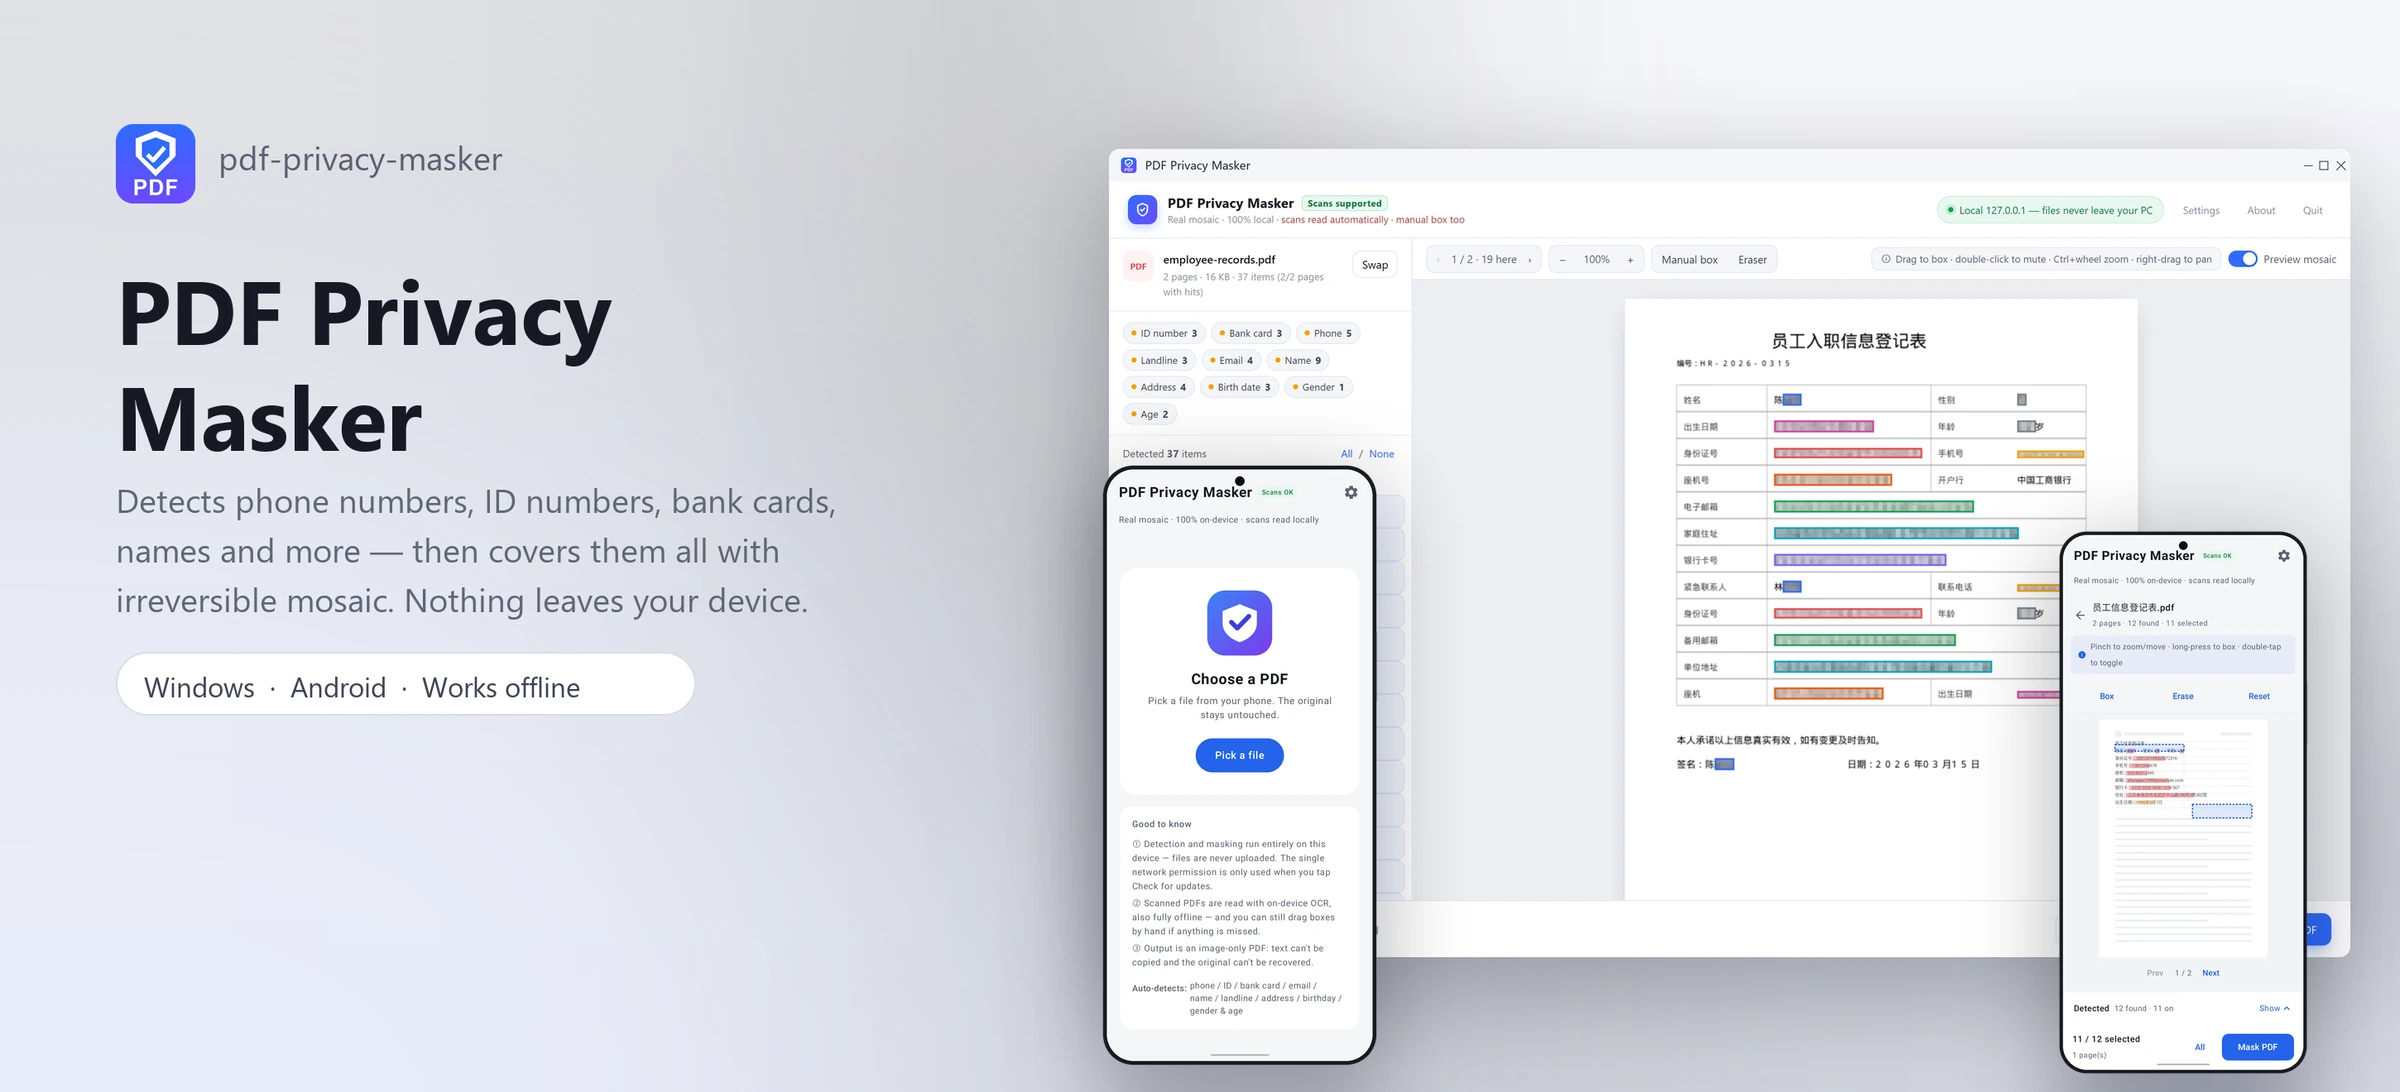 PDF
pdf-privacy-masker
PDF Privacy
Masker
Detects phone numbers, ID numbers, bank cards,
names and more — then covers them all with
irreversible mosaic. Nothing leaves your device.
Windows · Android · Works offline
PDF Privacy Masker
PDF Privacy Masker Scans supported
Real mosaic · 100% local · scans read automatically · manual box too
Local 127.0.0.1 — files never leave your PC
Settings
About
Quit
PDF
employee-records.pdf
2 pages · 16 KB · 37 items (2/2 pages
with hits)
Swap
ID number 3
Bank card 3
Phone 5
Landline 3
Email 4
Name 9
Address 4
Birth date 3
Gender 1
Age 2
Detected 37 items
All / None
‹ 1 / 2 · 19 here ›
− 100% +
Manual box
Eraser
Drag to box · double-click to mute · Ctrl+wheel zoom · right-drag to pan
Preview mosaic
员工入职信息登记表
编号：HR-2026-0315
姓名 陈 性别
出生日期 年龄 岁
身份证号 手机号
座机号 开户行 中国工商银行
电子邮箱
家庭住址
银行卡号
紧急联系人 林 联系电话
身份证号 年龄 岁
备用邮箱
单位地址
座机 出生日期
本人承诺以上信息真实有效，如有变更及时告知。
签名：陈 日期：2026年03月15日
PDF Privacy Masker Scans OK
Real mosaic · 100% on-device · scans read locally
Choose a PDF
Pick a file from your phone. The original
stays untouched.
Pick a file
Good to know
① Detection and masking run entirely on this
device — files are never uploaded. The single
network permission is only used when you tap
Check for updates.
② Scanned PDFs are read with on-device OCR,
also fully offline — and you can still drag boxes
by hand if anything is missed.
③ Output is an image-only PDF: text can't be
copied and the original can't be recovered.
Auto-detects: phone / ID / bank card / email /
name / landline / address / birthday /
gender & age
PDF Privacy Masker Scans OK
Real mosaic · 100% on-device · scans read locally
员工信息登记表.pdf
2 pages · 12 found · 11 selected
Pinch to zoom/move · long-press to box · double-tap
to toggle
Box
Erase
Reset
Prev 1 / 2 Next
Detected 12 found · 11 on
Show
11 / 12 selected
1 page(s)
All
Mask PDF